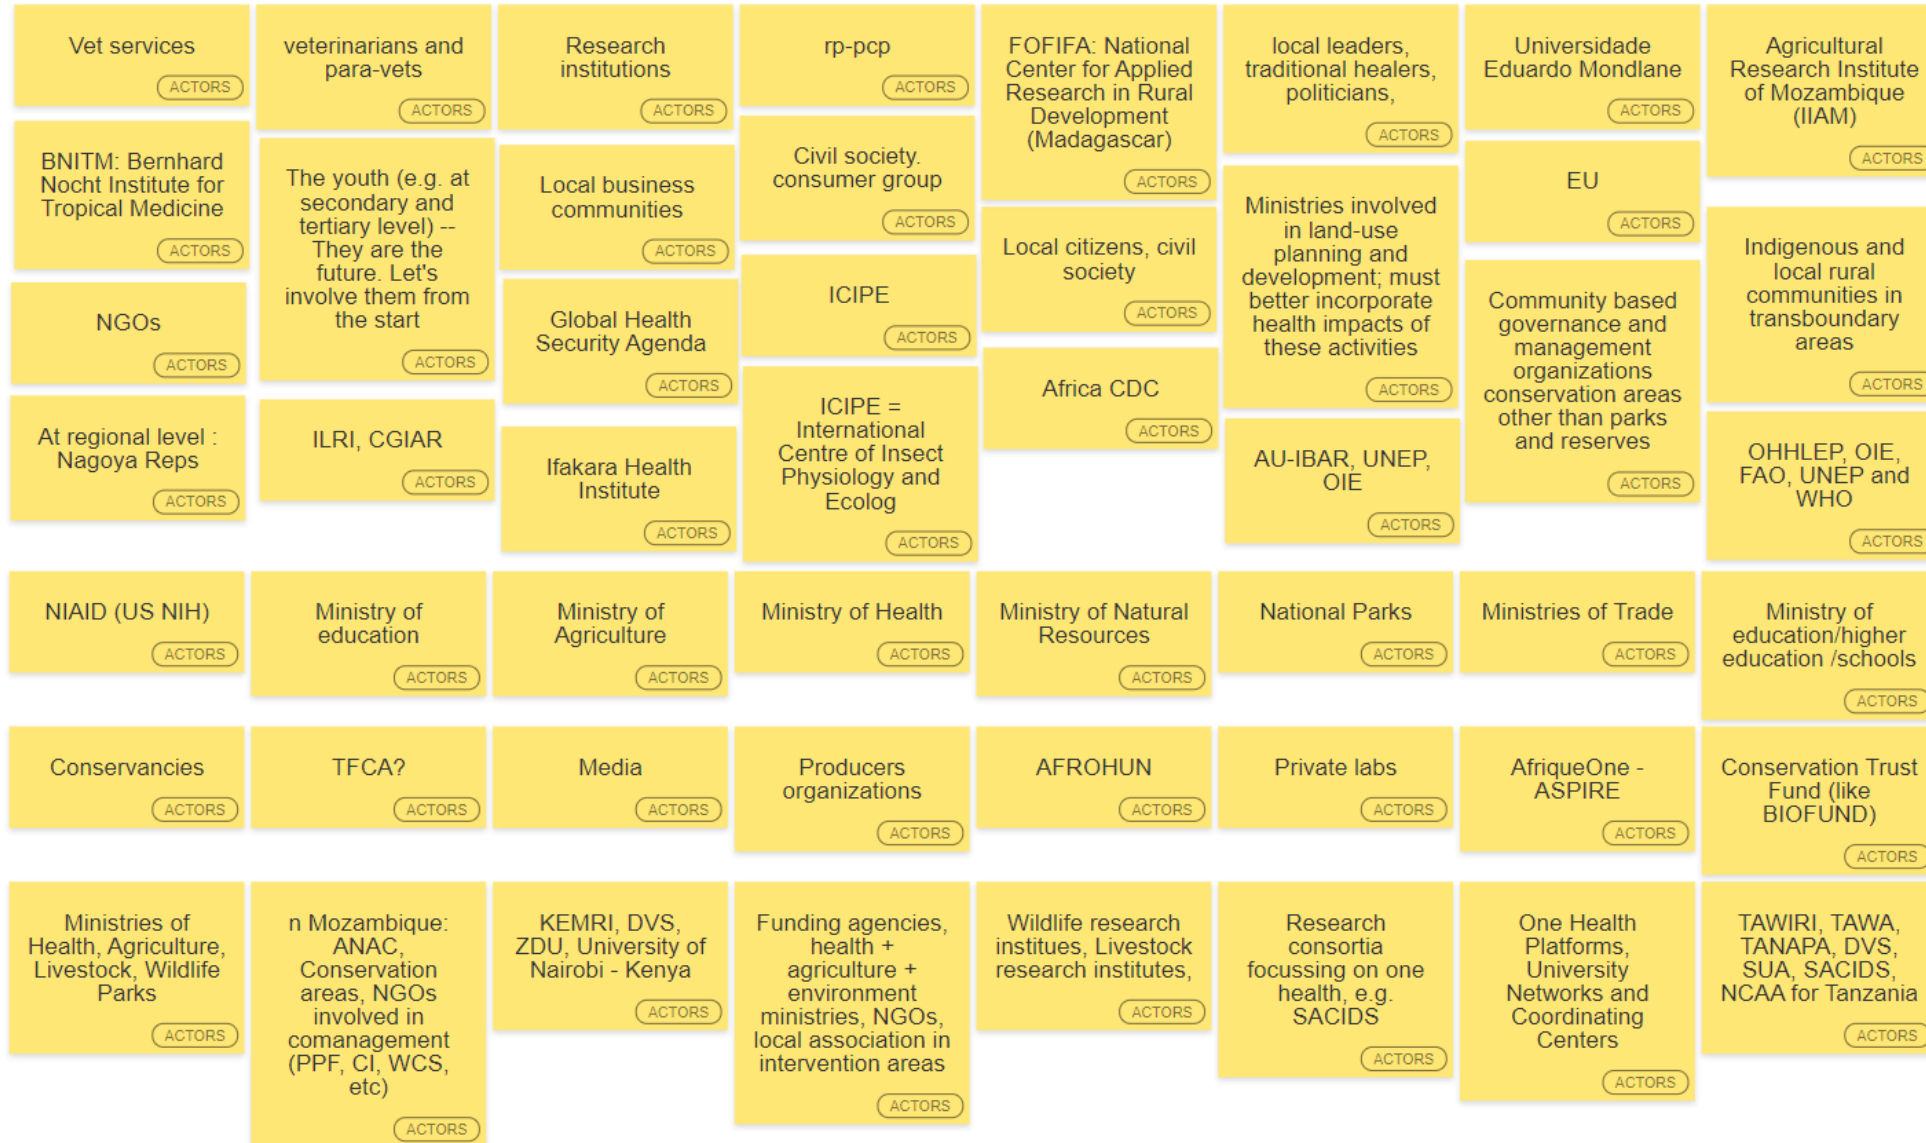 Vet services
ACTORS
veterinarians and
para-vets
ACTORS
Research
institutions
ACTORS
rp-pcp
ACTORS
FOFIFA: National
Center for Applied
Research in Rural
Development
(Madagascar)
ACTORS
local leaders,
traditional healers,
politicians,
ACTORS
Universidade
Eduardo Mondlane
ACTORS
Agricultural
Research Institute
of Mozambique
(IIAM)
ACTORS
BNITM: Bernhard
Nocht Institute for
Tropical Medicine
ACTORS
The youth (e.g. at
secondary and
tertiary level) --
They are the
future. Let's
involve them from
the start
ACTORS
Local business
communities
ACTORS
Civil society.
consumer group
ACTORS
Local citizens, civil
society
ACTORS
Ministries involved
in land-use
planning and
development; must
better incorporate
health impacts of
these activities
ACTORS
EU
ACTORS
Indigenous and
local rural
communities in
transboundary
areas
ACTORS
NGOs
ACTORS
Global Health
Security Agenda
ACTORS
ICIPE
ACTORS
Africa CDC
ACTORS
Community based
governance and
management
organizations
conservation areas
other than parks
and reserves
ACTORS
At regional level :
Nagoya Reps
ACTORS
ILRI, CGIAR
ACTORS
Ifakara Health
Institute
ACTORS
ICIPE =
International
Centre of Insect
Physiology and
Ecolog
ACTORS
AU-IBAR, UNEP,
OIE
ACTORS
OHHLEP, OIE,
FAO, UNEP and
WHO
ACTORS
NIAID (US NIH)
ACTORS
Ministry of
education
ACTORS
Ministry of
Agriculture
ACTORS
Ministry of Health
ACTORS
Ministry of Natural
Resources
ACTORS
National Parks
ACTORS
Ministries of Trade
ACTORS
Ministry of
education/higher
education /schools
ACTORS
Conservancies
ACTORS
TFCA?
ACTORS
Media
ACTORS
Producers
organizations
ACTORS
AFROHUN
ACTORS
Private labs
ACTORS
AfriqueOne -
ASPIRE
ACTORS
Conservation Trust
Fund (like
BIOFUND)
ACTORS
Ministries of
Health, Agriculture,
Livestock, Wildlife
Parks
ACTORS
n Mozambique:
ANAC,
Conservation
areas, NGOs
involved in
comanagement
(PPF, CI, WCS,
etc)
ACTORS
KEMRI, DVS,
ZDU, University of
Nairobi - Kenya
ACTORS
Funding agencies,
health +
agriculture +
environment
ministries, NGOs,
local association in
intervention areas
ACTORS
Wildlife research
institues, Livestock
research institutes,
ACTORS
Research
consortia
focussing on one
health, e.g.
SACIDS
ACTORS
One Health
Platforms,
University
Networks and
Coordinating
Centers
ACTORS
TAWIRI, TAWA,
TANAPA, DVS,
SUA, SACIDS,
NCAA for Tanzania
ACTORS